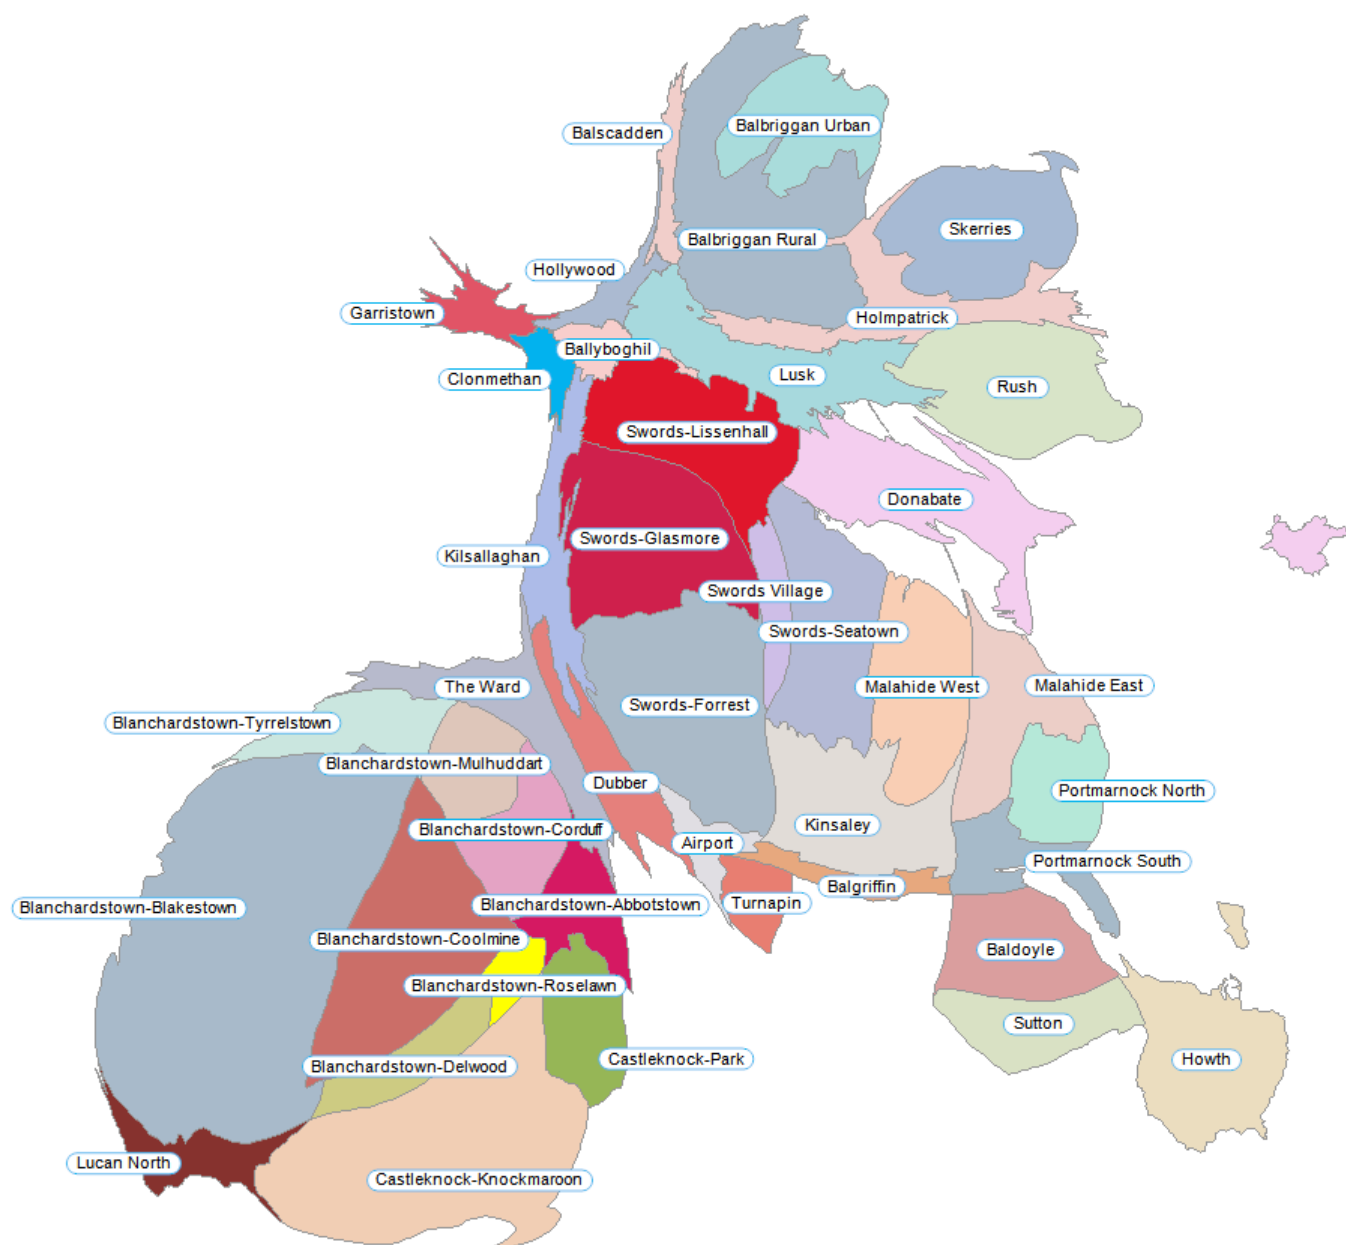 Balbriggan Urban
Balscadden
Skerries
Balbriggan Rural
Hollywood
Garristown
Holmpatrick
Ballyboghil
Lusk
Clonmethan
Rush
Swords-Lissenhall
Donabate
Swords-Glasmore
Kilsallaghan
Swords Village
Swords-Seatown
The Ward
Malahide West
Malahide East
Swords-Forrest
Blanchardstown-Tyrrelstown
Blanchardstown-Mulhuddart
Dubber
Portmarnock North
Kinsaley
Blanchardstown-Corduff
Airport
Portmarnock South
Balgriffin
Turnapin
Blanchardstown-Abbotstown
Blanchardstown-Blakestown
Blanchardstown-Coolmine
Baldoyle
Blanchardstown-Roselawn
Sutton
Castleknock-Park
Howth
Blanchardstown-Delwood
Lucan North
Castleknock-Knockmaroon